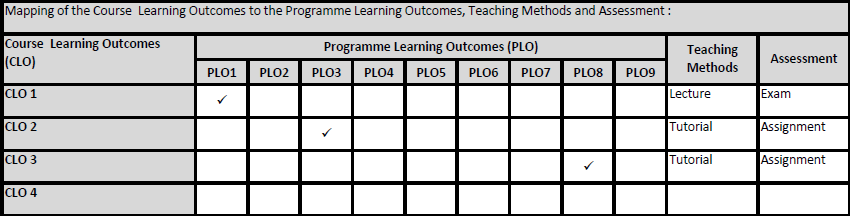 Mapping of the Course Learning Outcomes to the Programme Learning Outcomes, Teaching Methods and Assessment :
Course Learning Outcomes (CLO) Programme Learning Outcomes (PLO) Teaching Methods Assessment
PLO1 PLO2 PLO3 PLO4 PLO5 PLO6 PLO7 PLO8 PLO9
CLO 1 ✓ Lecture Exam
CLO 2 ✓ Tutorial Assignment
CLO 3 ✓ Tutorial Assignment
CLO 4